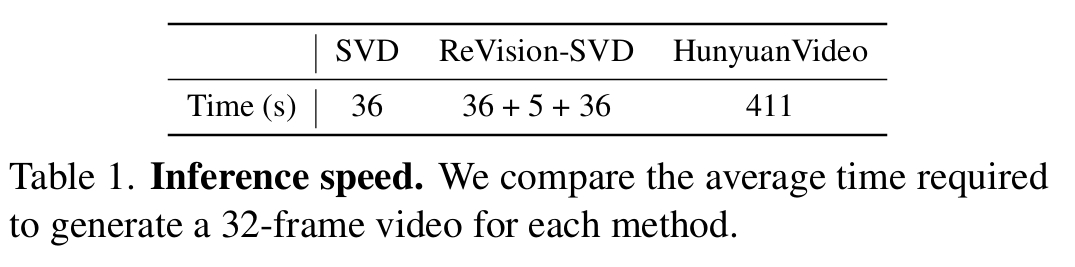 SVD ReVision-SVD HunyuanVideo
Time (s) 36 36 + 5 + 36 411
Table 1. Inference speed. We compare the average time required
to generate a 32-frame video for each method.